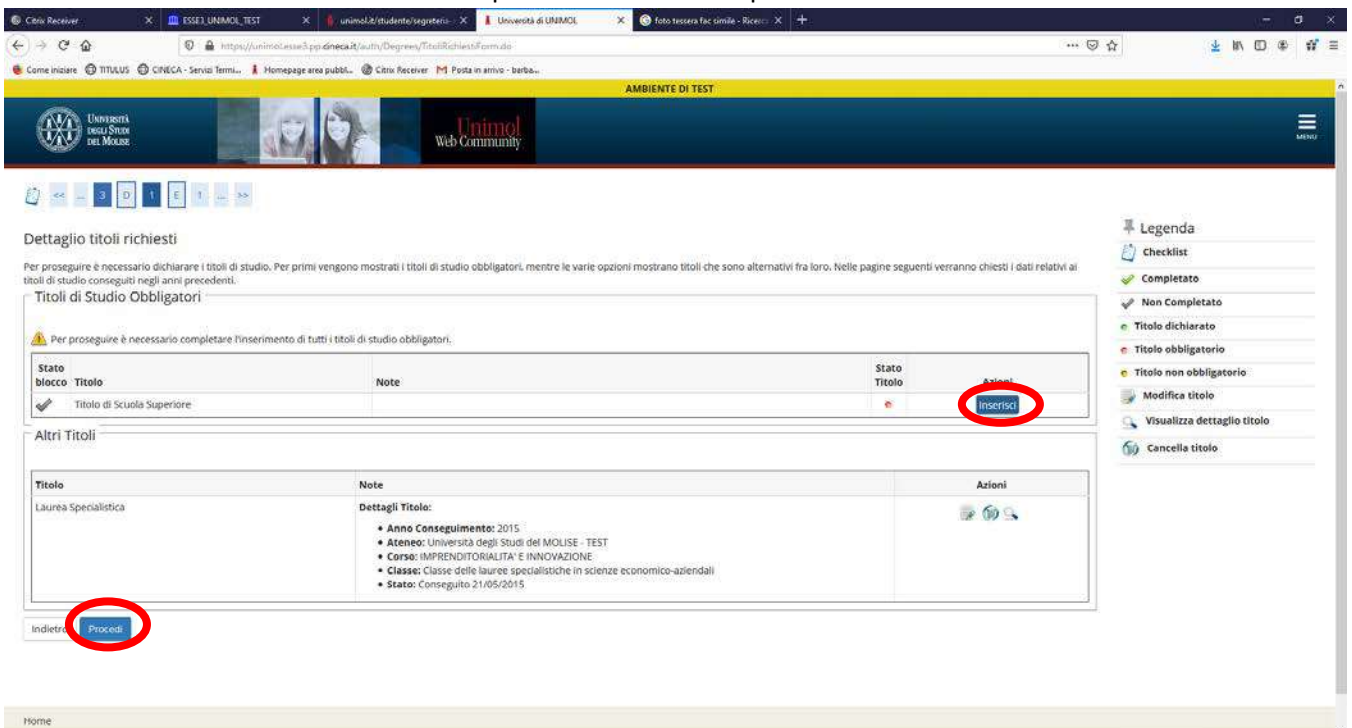 Citrix Receiver
ESSE3_UNIMOL_TEST
unimol.it/studente/segreteria-
Università di UNIMOL
foto tessera fac simile - Ricerc
https://unimol.esse3.pp.cineca.it/auth/Degrees/TitoliRichiestiForm.do
Come iniziare
TITULUS
CINECA - Servizi Termi...
Homepage area pubbl...
Citrix Receiver
Posta in arrivo - barba...
AMBIENTE DI TEST
UNIVERSITÀ
DEGLI STUDI
DEL MOLISE
Unimol
Web Community
MENU
<< ... 3 D 1 E 1 ... >>
Dettaglio titoli richiesti
Per proseguire è necessario dichiarare i titoli di studio. Per primi vengono mostrati i titoli di studio obbligatori, mentre le varie opzioni mostrano titoli che sono alternativi fra loro. Nelle pagine seguenti verranno chiesti i dati relativi ai
titoli di studio conseguiti negli anni precedenti.
Titoli di Studio Obbligatori
Per proseguire è necessario completare l'inserimento di tutti i titoli di studio obbligatori.
Stato
blocco Titolo Note Stato
Titolo Azioni
Titolo di Scuola Superiore Inserisci
Altri Titoli
Titolo Note Azioni
Laurea Specialistica Dettagli Titolo:
• Anno Conseguimento: 2015
• Ateneo: Università degli Studi del MOLISE - TEST
• Corso: IMPRENDITORIALITA' E INNOVAZIONE
• Classe: Classe delle lauree specialistiche in scienze economico-aziendali
• Stato: Conseguito 21/05/2015
Indietro Procedi
Legenda
Checklist
Completato
Non Completato
Titolo dichiarato
Titolo obbligatorio
Titolo non obbligatorio
Modifica titolo
Visualizza dettaglio titolo
Cancella titolo
Home